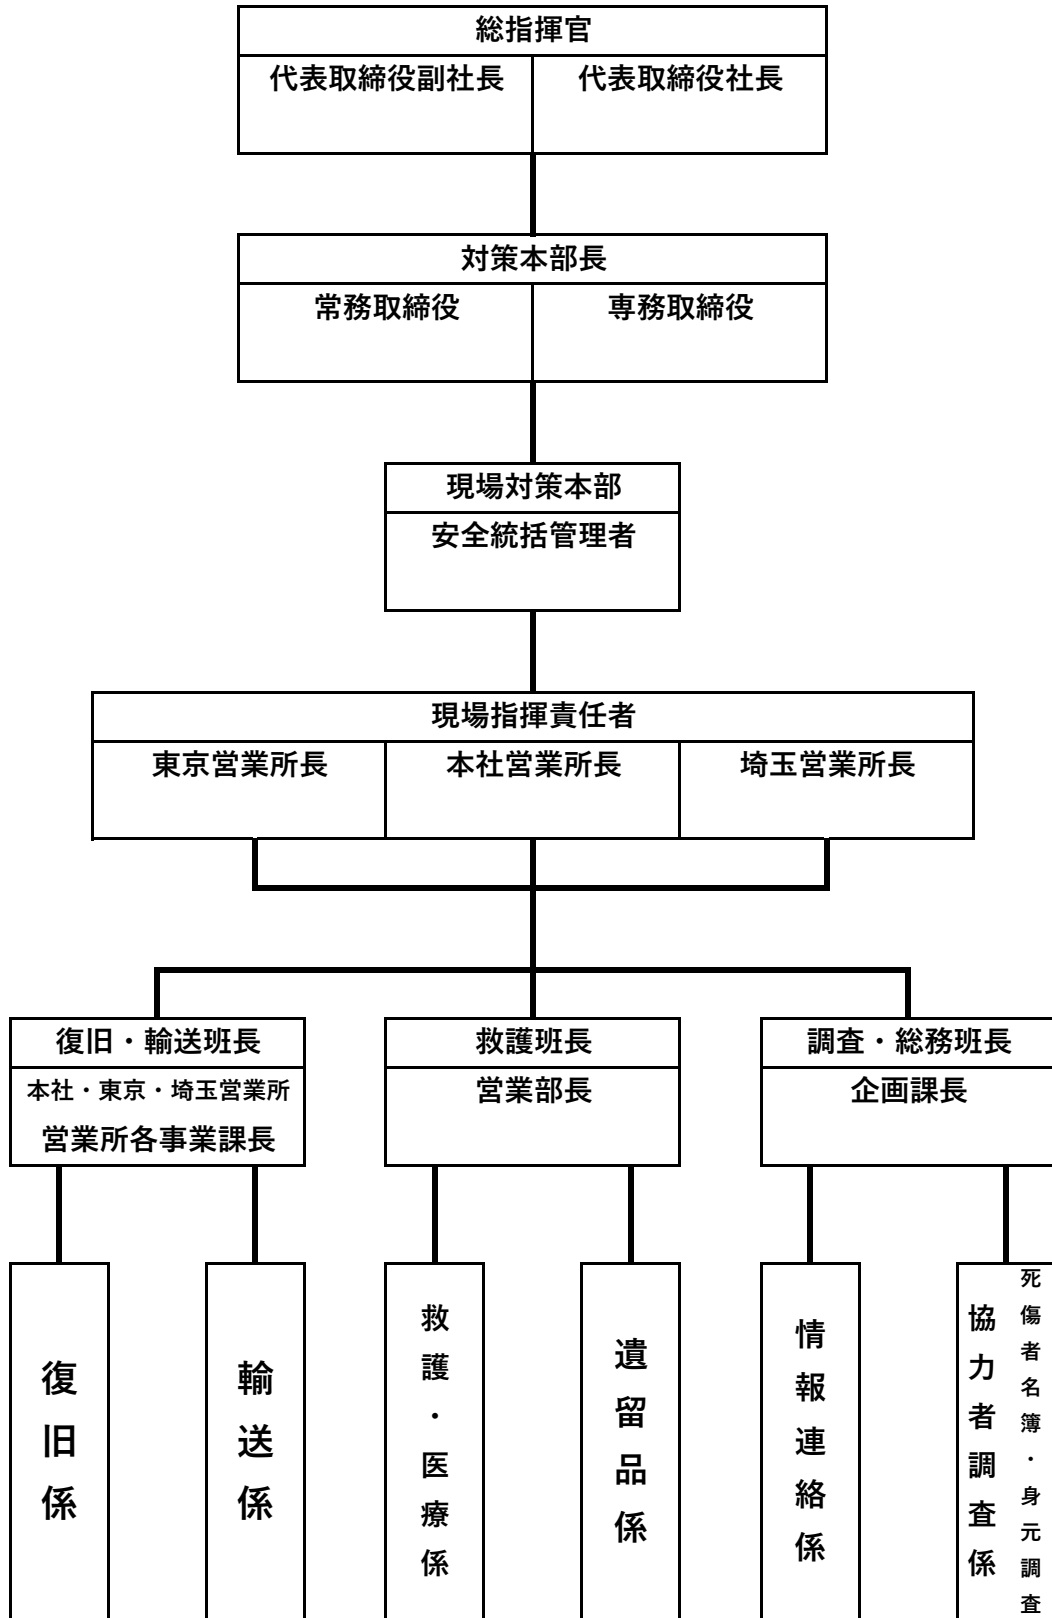 総指揮官
代表取締役副社長
代表取締役社長
対策本部長
常務取締役
専務取締役
現場対策本部
安全統括管理者
現場指揮責任者
東京営業所長
本社営業所長
埼玉営業所長
復旧・輸送班長
本社・東京・埼玉営業所
営業所各事業課長
救護班長
営業部長
調査・総務班長
企画課長
復旧係
輸送係
救護・医療係
遺留品係
情報連絡係
死傷者名簿・身元調査
協力者調査係